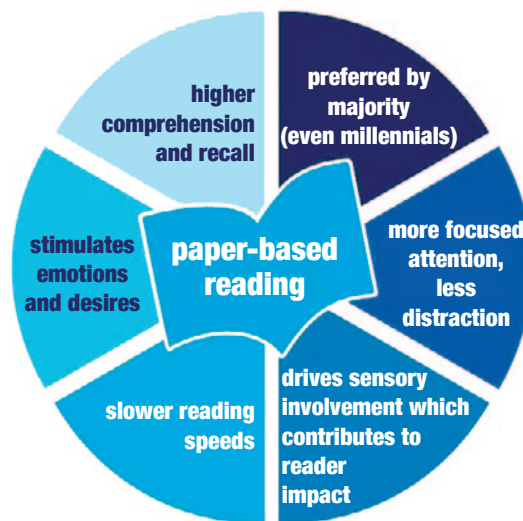 higher
comprehension
and recall
preferred by
majority
(even millennials)
stimulates
emotions
and desires
paper-based
reading
more focused
attention,
less
distraction
slower reading
speeds
drives sensory
involvement which
contributes to
reader
impact